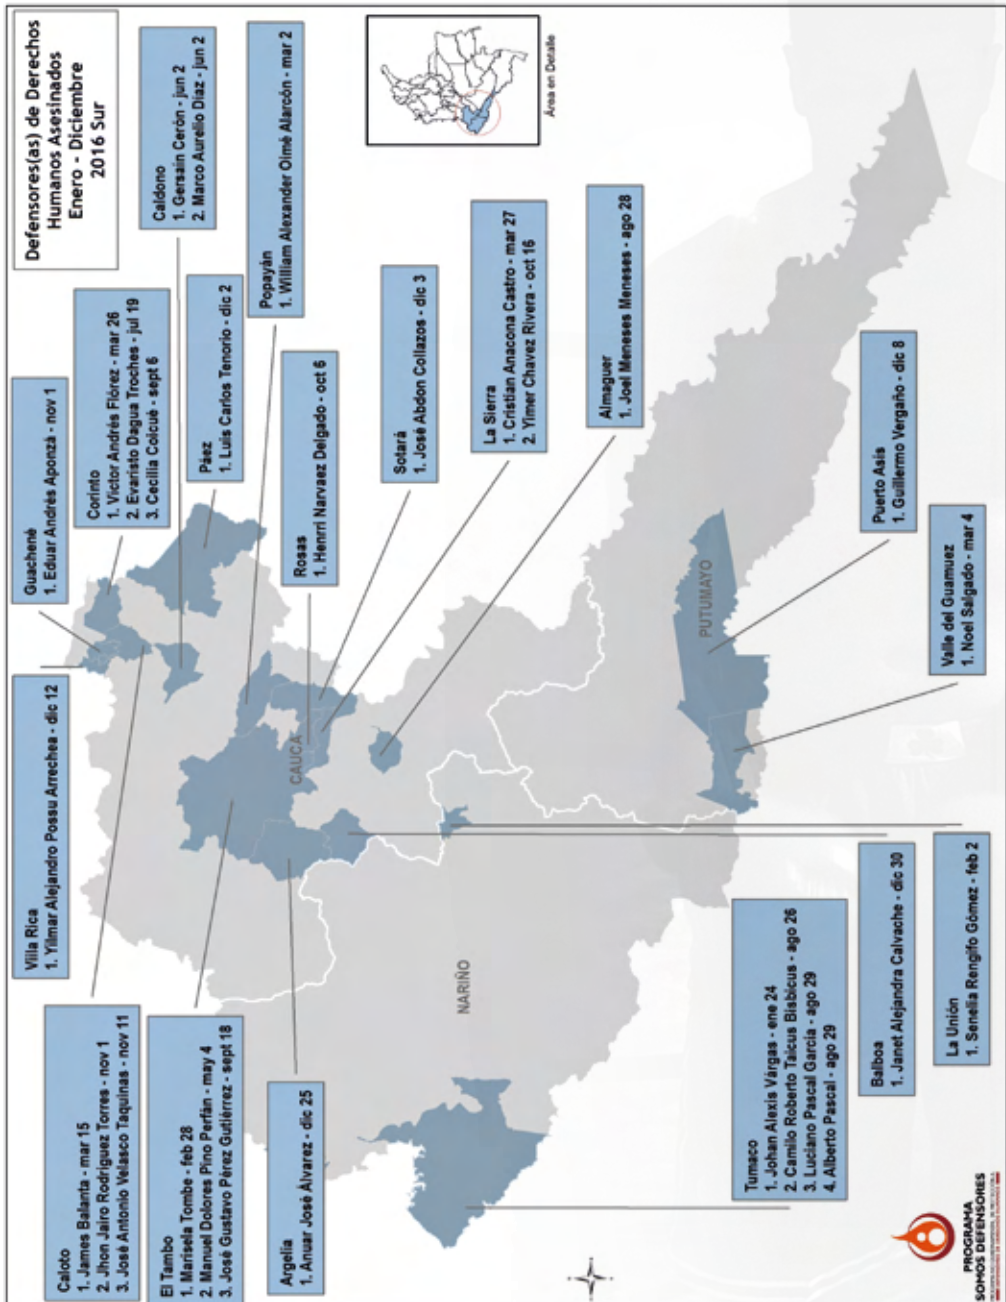 Defensores(as) de Derechos
Humanos Asesinados
Enero - Diciembre
2016 Sur
Guachené
1. Eduar Andrés Aponzá - nov 1
Corinto
1. Victor Andrés Flórez - mar 26
2. Evaristo Dagua Troches - jul 19
3. Cecilia Coicué - sept 6
Caldono
1. Gersain Cerón - jun 2
2. Marco Aurelio Díaz - jun 2
Páez
1. Luis Carlos Tenorio - dic 2
Popayán
1. William Alexander Oimé Alarcón - mar 2
Rosas
1. Henrri Narvaez Delgado - oct 6
Sotará
1. José Abdon Collazos - dic 3
La Sierra
1. Cristian Anacona Castro - mar 27
2. Yimer Chavez Rivera - oct 16
Almaguer
1. Joel Meneses Meneses - ago 28
Área en Detalle
Villa Rica
1. Yilmar Alejandro Possu Arrechea - dic 12
Caloto
1. James Balanta - mar 15
2. Jhon Jairo Rodriguez Torres - nov 1
3. José Antonio Velasco Taquinas - nov 11
El Tambo
1. Marisela Tombe - feb 28
2. Manuel Dolores Pino Perfán - may 4
3. José Gustavo Pérez Gutiérrez - sept 18
Argelia
1. Anuar José Álvarez - dic 25
CAUCA
NARIÑO
PUTUMAYO
Tumaco
1. Johan Alexis Várgas - ene 24
2. Camilo Roberto Taicus Bisbicus - ago 26
3. Luciano Pascal García - ago 29
4. Alberto Pascal - ago 29
Balboa
1. Janet Alejandra Calvache - dic 30
La Unión
1. Senelia Rengifo Gómez - feb 2
Valle del Guamuez
1. Noel Salgado - mar 4
Puerto Asis
1. Guillermo Vergaño - dic 8
PROGRAMA
SOMOS DEFENSORES